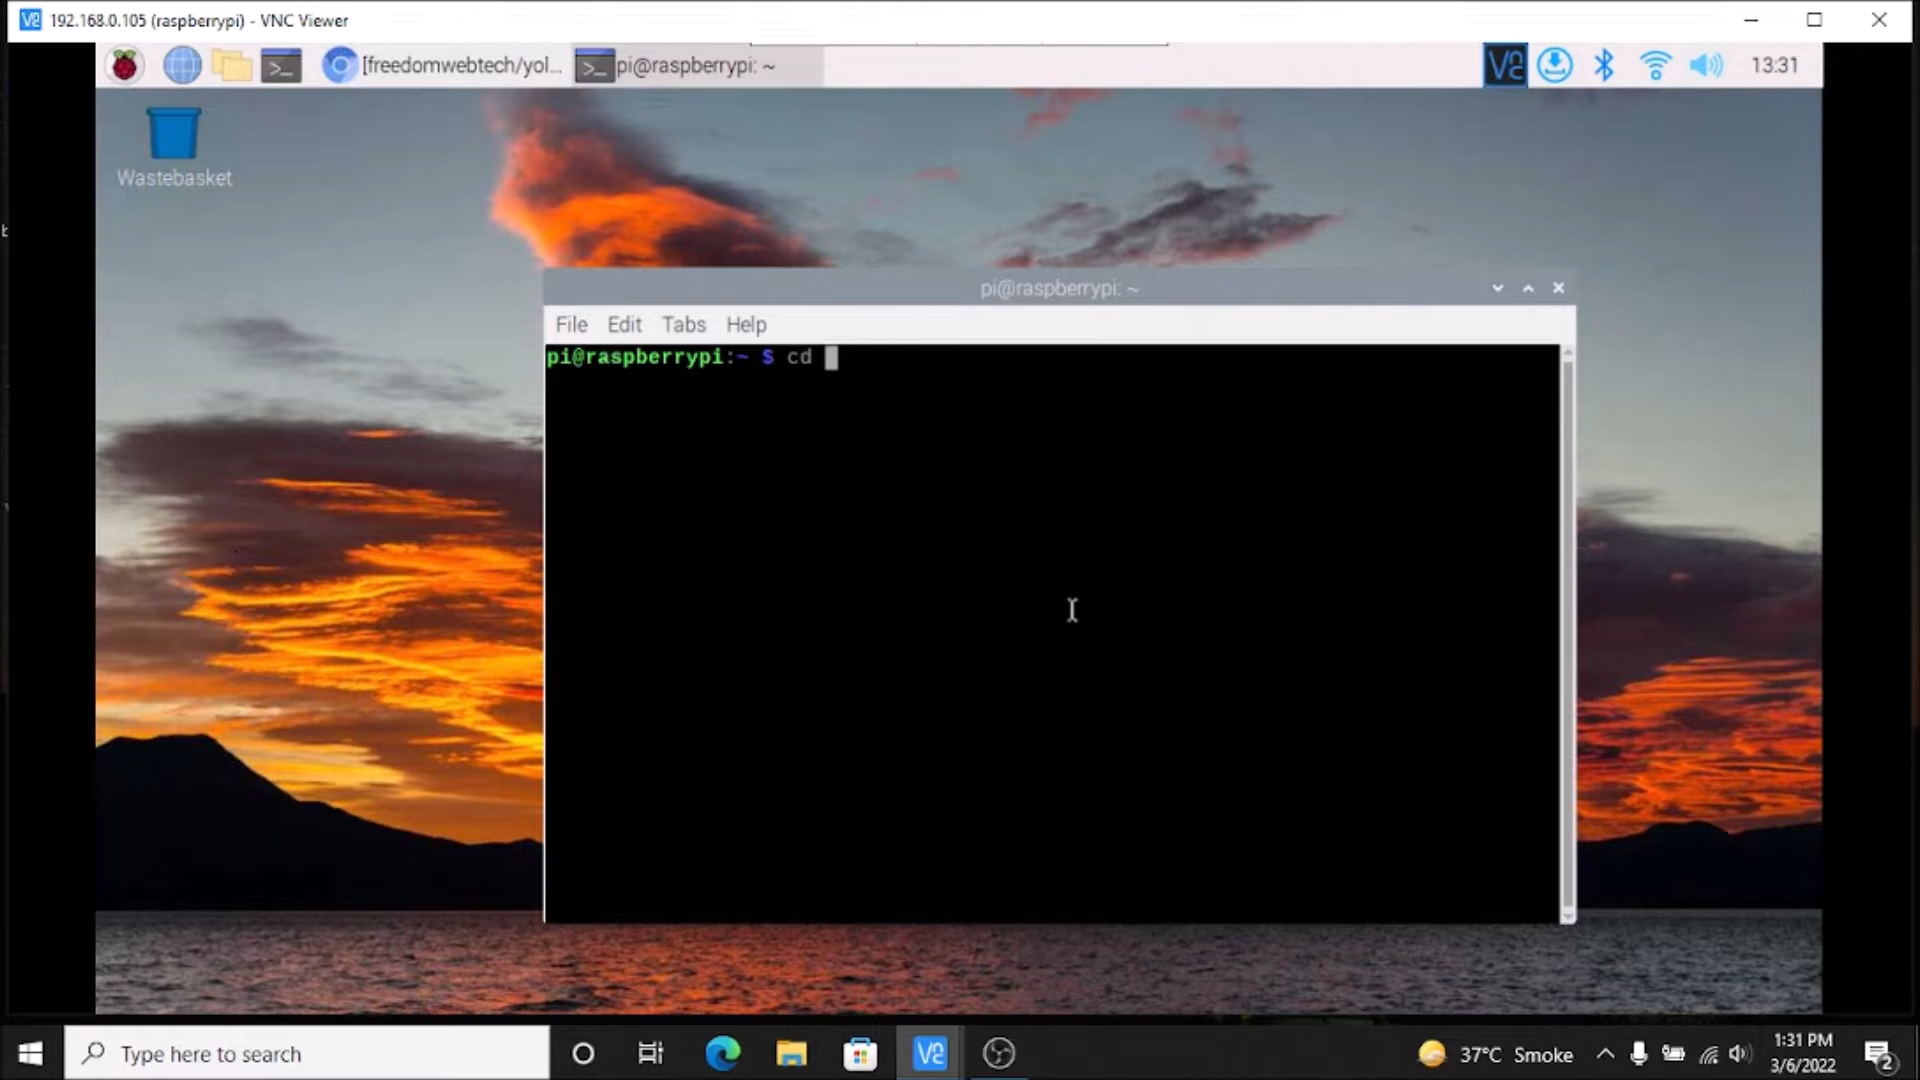 192.168.0.105 (raspberrypi) - VNC Viewer
[freedomwebtech/yol...
pi@raspberrypi: ~
13:31
Wastebasket
pi@raspberrypi: ~
File Edit Tabs Help
pi@raspberrypi:~ $ cd
Type here to search
37°C Smoke
1:31 PM
3/6/2022
2